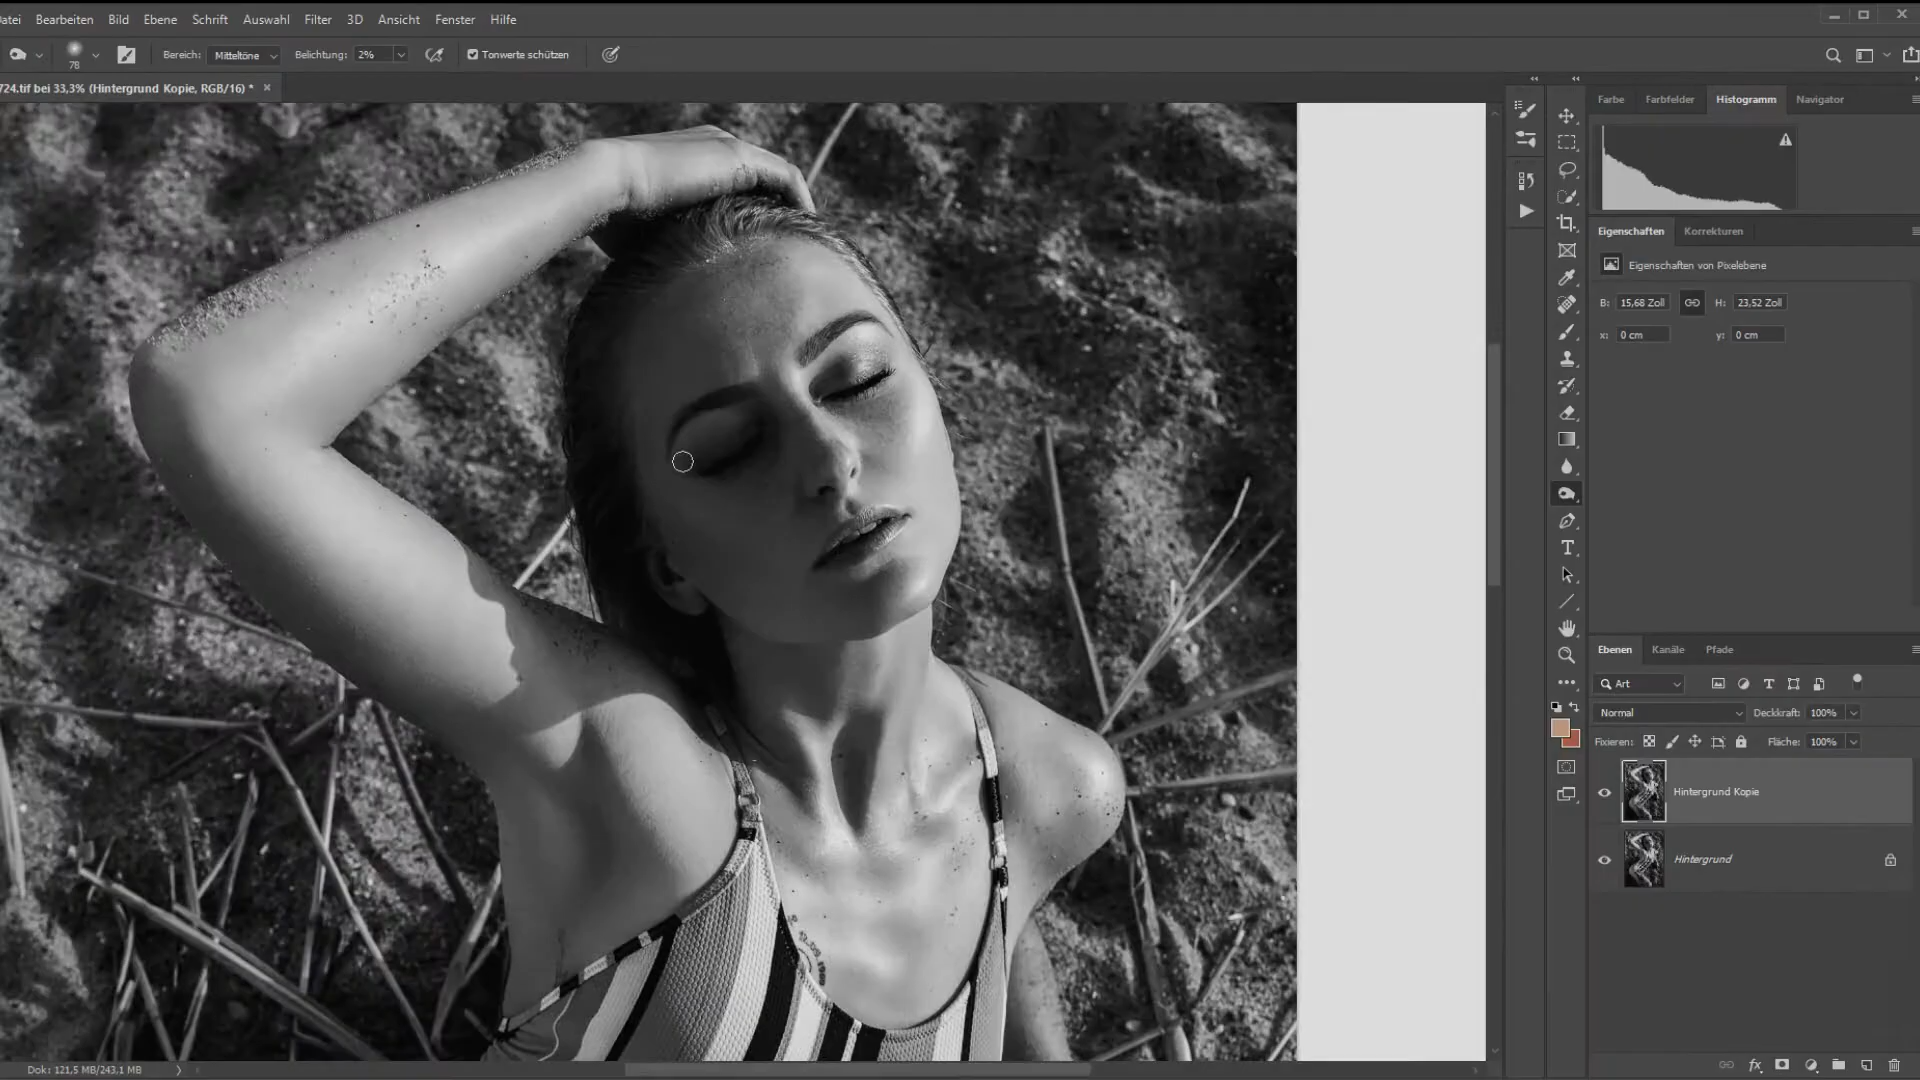 atei Bearbeiten Bild Ebene Schrift Auswahl Filter 3D Ansicht Fenster Hilfe
78 Bereich: Mitteltöne Belichtung: 2% Tonwerte schützen
724.tif bei 33,3% (Hintergrund Kopie, RGB/16) *
Farbe Farbfelder Histogramm Navigator
Eigenschaften Korrekturen
Eigenschaften von Pixelebene
B: 15,68 Zoll H: 23,52 Zoll
x: 0 cm y: 0 cm
Ebenen Kanäle Pfade
Art
Normal Deckkraft: 100%
Fixieren: Fläche: 100%
Hintergrund Kopie
Hintergrund
Dok: 121,5 MB/243,1 MB